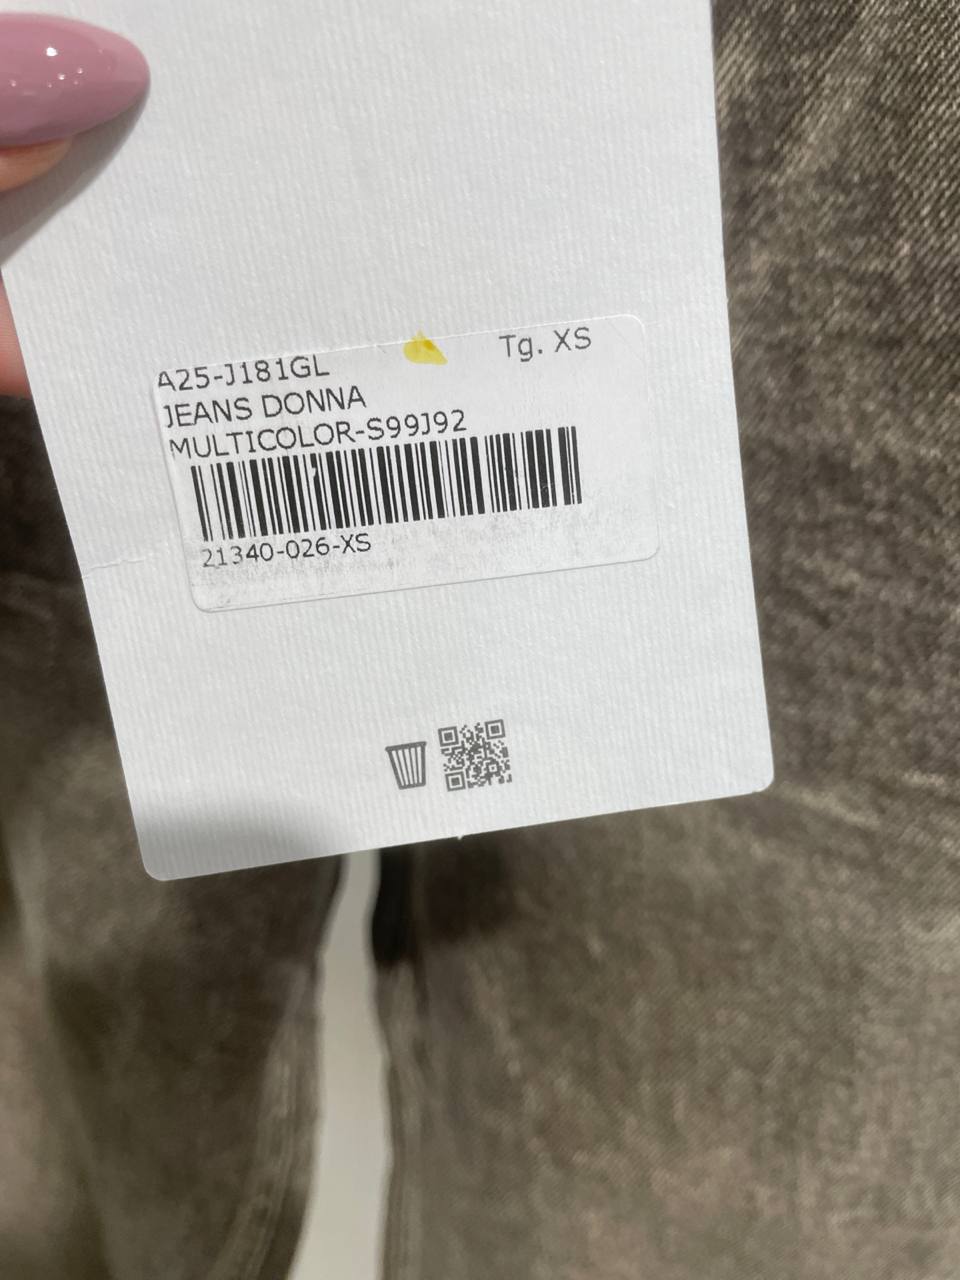 A25-J181GL
Tg. XS
JEANS DONNA
MULTICOLOR-S99J92
21340-026-XS